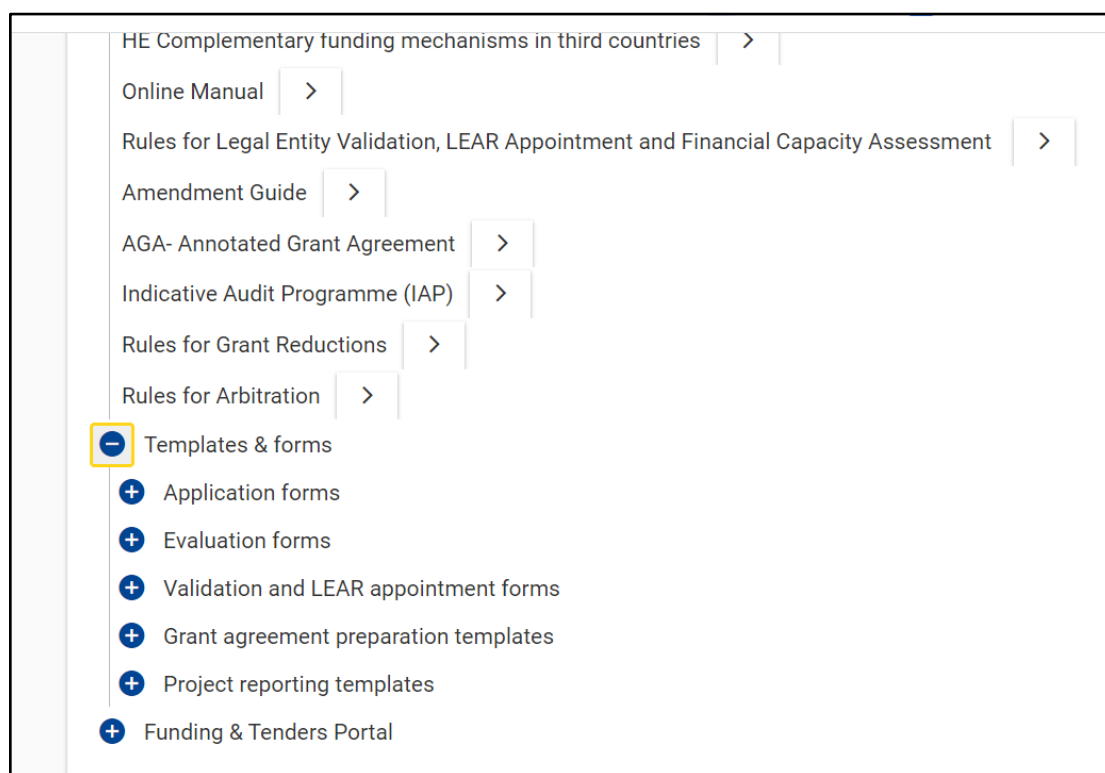 HE Complementary funding mechanisms in third countries
Online Manual
Rules for Legal Entity Validation, LEAR Appointment and Financial Capacity Assessment
Amendment Guide
AGA- Annotated Grant Agreement
Indicative Audit Programme (IAP)
Rules for Grant Reductions
Rules for Arbitration
Templates & forms
Application forms
Evaluation forms
Validation and LEAR appointment forms
Grant agreement preparation templates
Project reporting templates
Funding & Tenders Portal